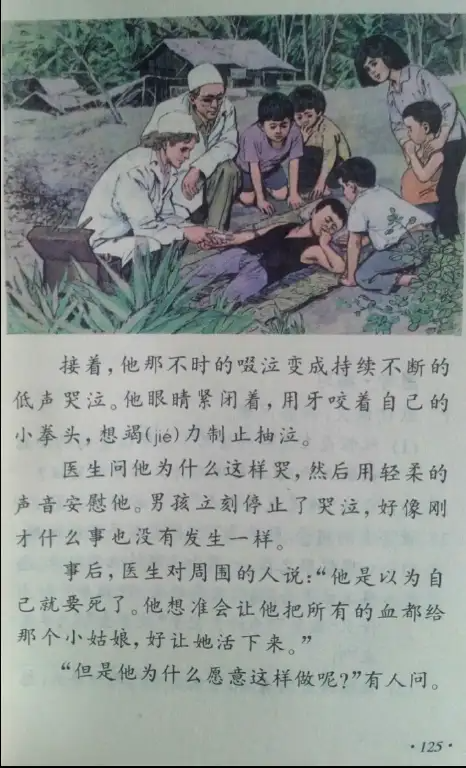 接着,他那不时的啜泣变成持续不断的
低声哭泣。他眼睛紧闭着,用牙咬着自己的
小拳头,想竭(jié)力制止抽泣。
医生问他为什么这样哭,然后用轻柔的
声音安慰他。男孩立刻停止了哭泣,好像刚
才什么事也没有发生一样。
事后,医生对周围的人说:“他是以为自
己就要死了。他想准会让他把所有的血都给
那个小姑娘,好让她活下来。”
“但是他为什么愿意这样做呢?”有人问。
·125·